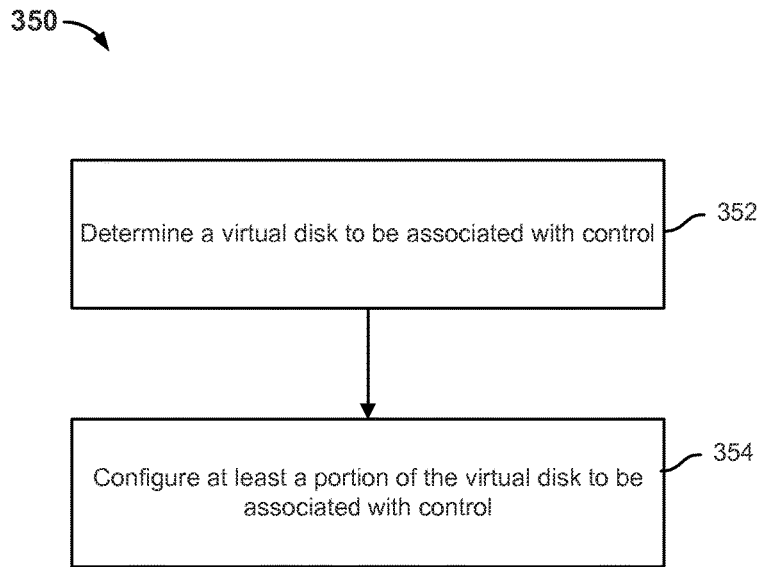 350
Determine a virtual disk to be associated with control
352
Configure at least a portion of the virtual disk to be
associated with control
354